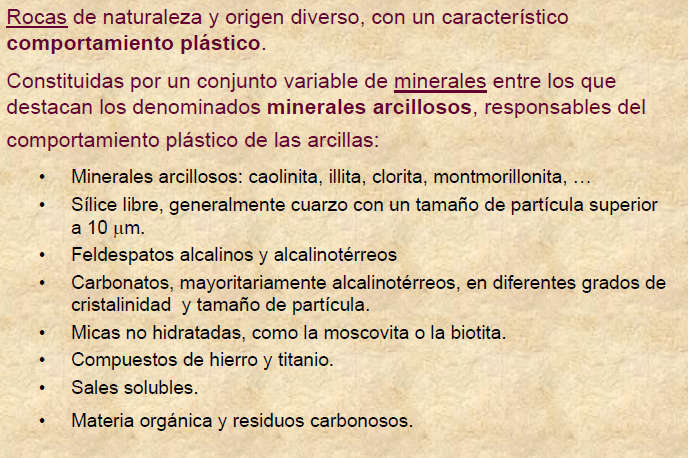 Rocas de naturaleza y origen diverso, con un característico
comportamiento plástico.
Constituidas por un conjunto variable de minerales entre los que
destacan los denominados minerales arcillosos, responsables del
comportamiento plástico de las arcillas:
• Minerales arcillosos: caolinita, illita, clorita, montmorillonita, …
• Sílice libre, generalmente cuarzo con un tamaño de partícula superior
a 10 μm.
• Feldespatos alcalinos y alcalinotérreos
• Carbonatos, mayoritariamente alcalinotérreos, en diferentes grados de
cristalinidad y tamaño de partícula.
• Micas no hidratadas, como la moscovita o la biotita.
• Compuestos de hierro y titanio.
• Sales solubles.
• Materia orgánica y residuos carbonosos.